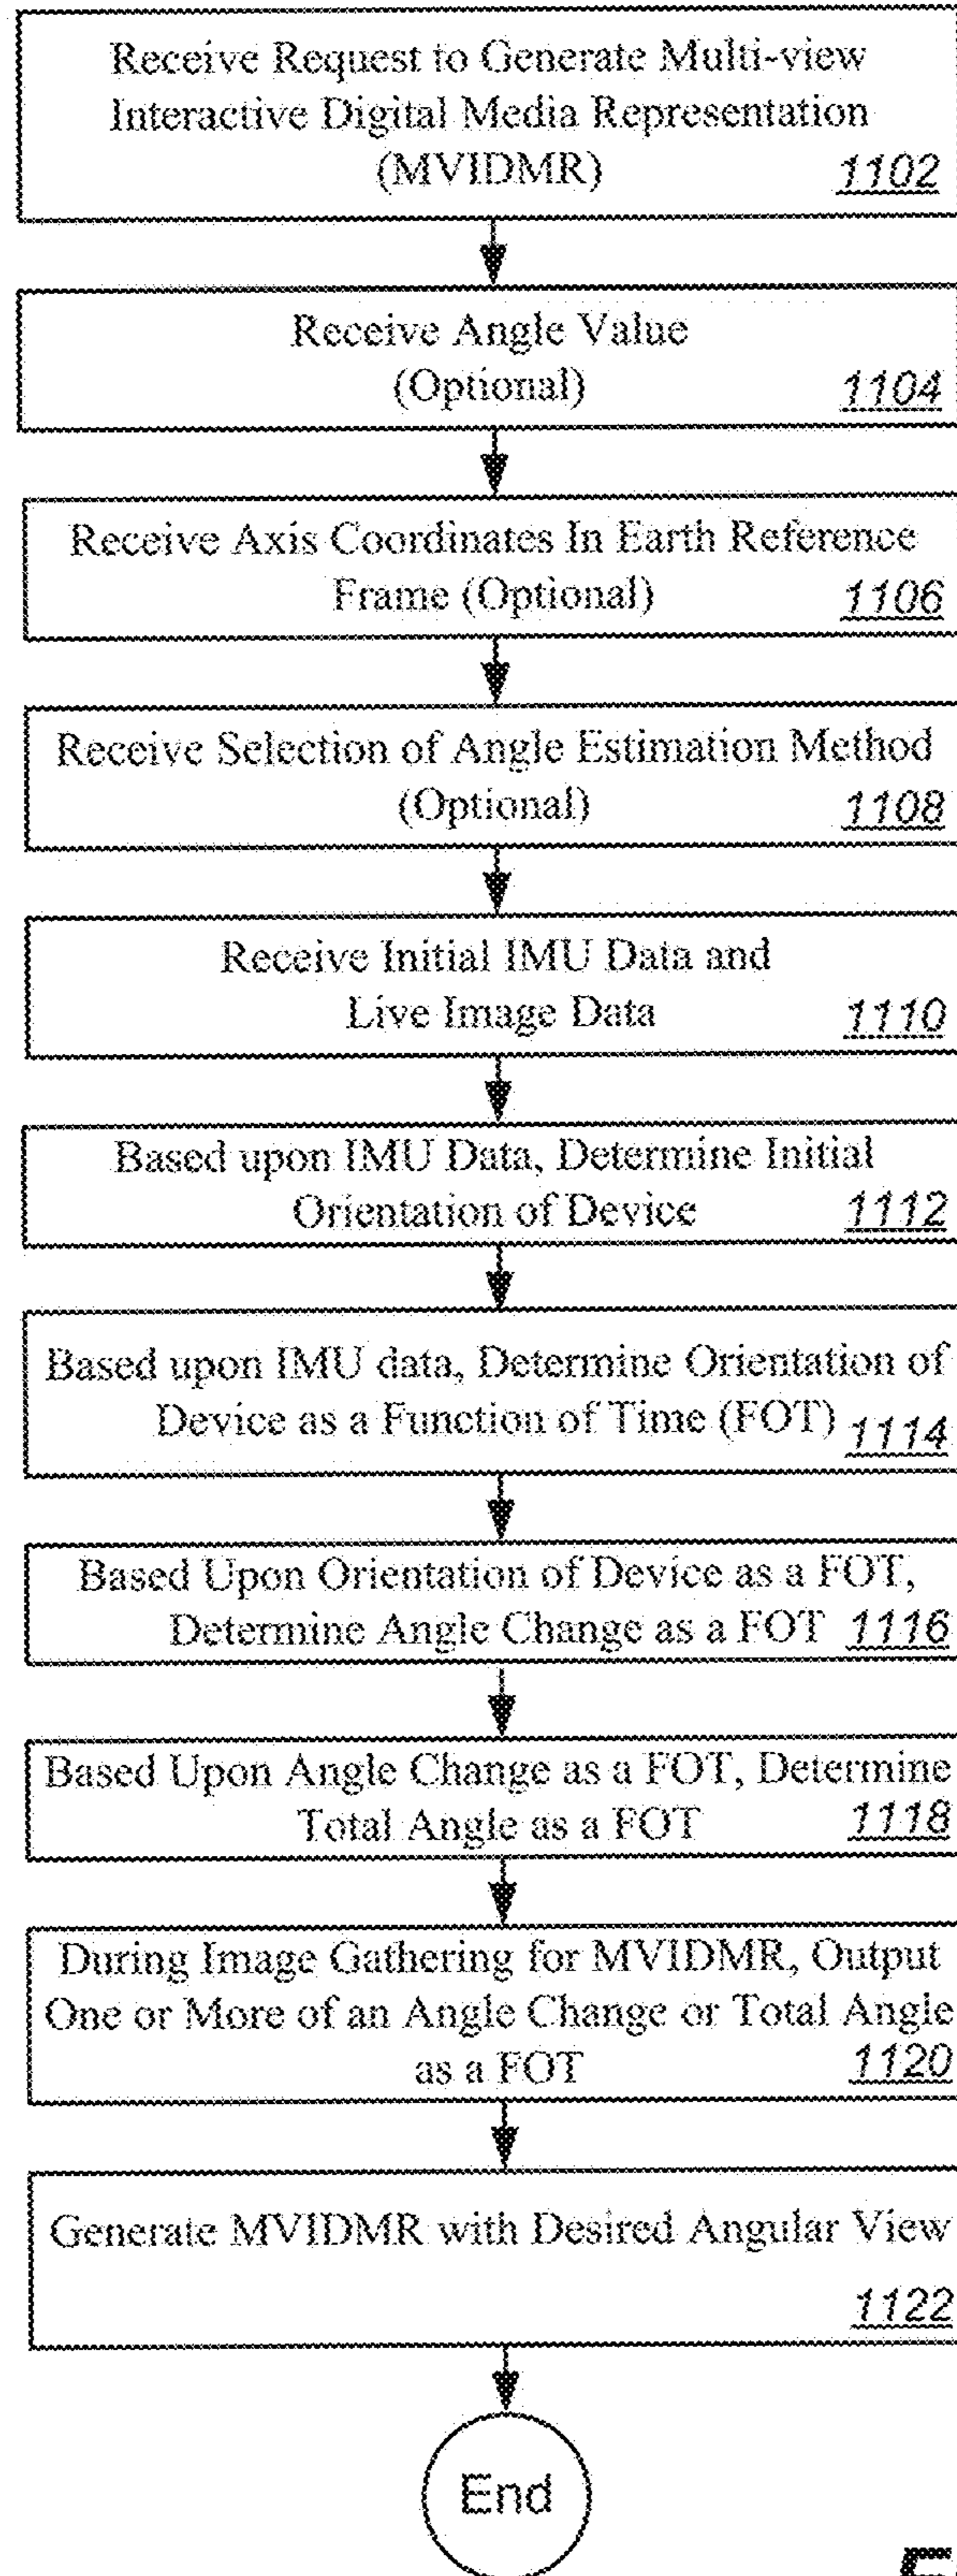 Receive Request to Generate Multi-view
Interactive Digital Media Representation
(MVIDMR) 1102
Receive Angle Value
(Optional) 1104
Receive Axis Coordinates In Earth Reference
Frame (Optional) 1106
Receive Selection of Angle Estimation Method
(Optional) 1108
Receive Initial IMU Data and
Live Image Data 1110
Based upon IMU Data, Determine Initial
Orientation of Device 1112
Based upon IMU data, Determine Orientation of
Device as a Function of Time (FOT) 1114
Based Upon Orientation of Device as a FOT,
Determine Angle Change as a FOT 1116
Based Upon Angle Change as a FOT, Determine
Total Angle as a FOT 1118
During Image Gathering for MVIDMR, Output
One or More of an Angle Change or Total Angle
as a FOT 1120
Generate MVIDMR with Desired Angular View
1122
End